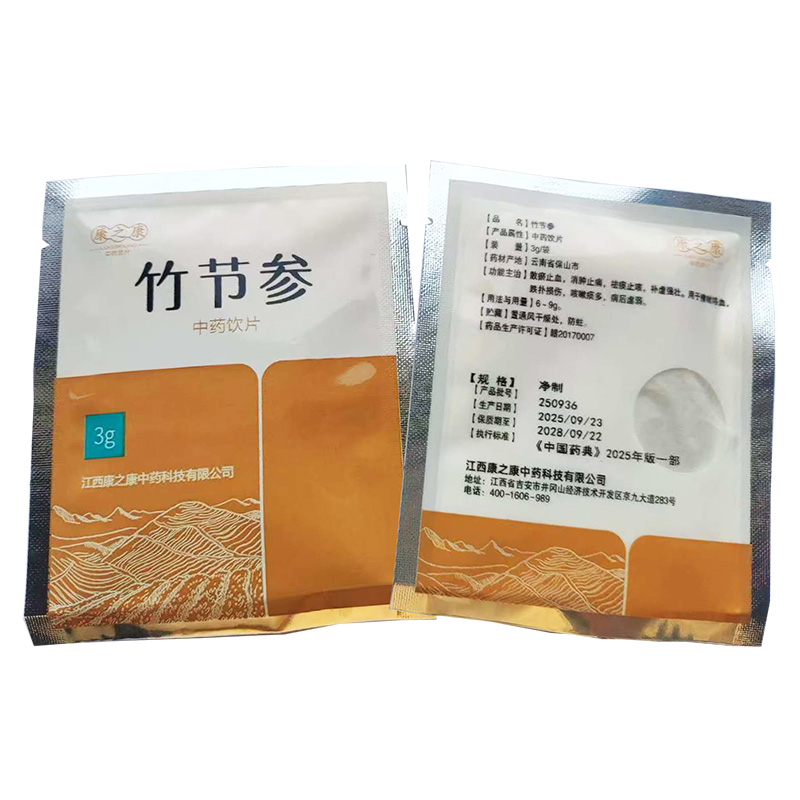 康之康
中药饮片
竹节参
中药饮片
3g
江西康之康中药科技有限公司
康之康
【品 名】竹节参
【产品属性】中药饮片
【装 量】3g/袋
【药材产地】云南省保山市
【功能主治】散瘀止血，消肿止痛，祛痰止咳，补虚强壮。用于痨嗽咯血，
跌扑损伤，咳嗽痰多，病后虚弱。
【用法与用量】6～9g。
【贮藏】置通风干燥处，防蛀。
【药品生产许可证】赣20170007
【规 格】 净制
【产品批号】 250936
【生产日期】 2025/09/23
【保质期至】 2028/09/22
【执行标准】 《中国药典》2025年版一部
江西康之康中药科技有限公司
地址：江西省吉安市井冈山经济技术开发区京九大道283号
电话：400-1606-989